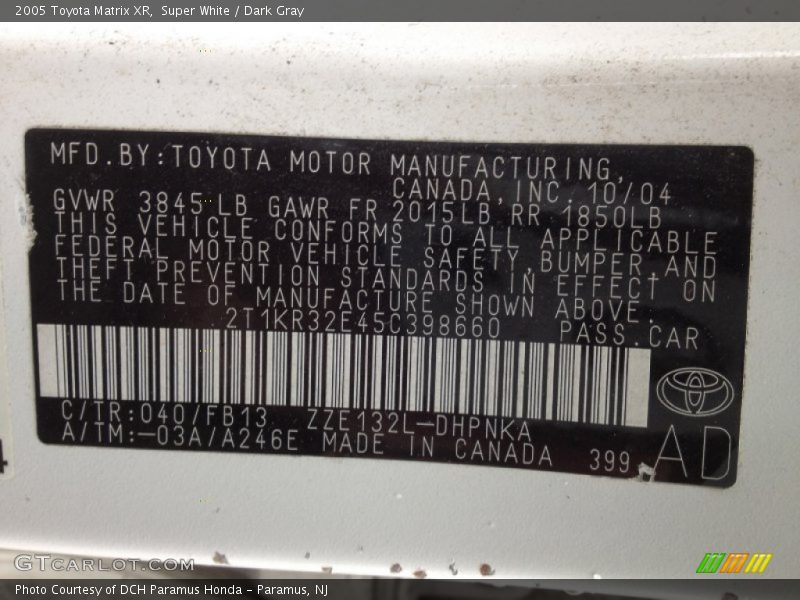 2005 Toyota Matrix XR, Super White / Dark Gray
MFD.BY:TOYOTA MOTOR MANUFACTURING,
CANADA,INC. 10/04
GVWR 3845 LB GAWR FR 2015LB RR 1850LB
THIS VEHICLE CONFORMS TO ALL APPLICABLE
FEDERAL MOTOR VEHICLE SAFETY,BUMPER,AND
THEFT PREVENTION STANDARDS IN EFFECT ON
THE DATE OF MANUFACTURE SHOWN ABOVE.
2T1KR32E45C398660 PASS.CAR
C/TR:040/FB13 ZZE132L-DHPNKA
A/TM:-03A/A246E MADE IN CANADA 399 AD
GTCARLOT.COM
Photo Courtesy of DCH Paramus Honda - Paramus, NJ